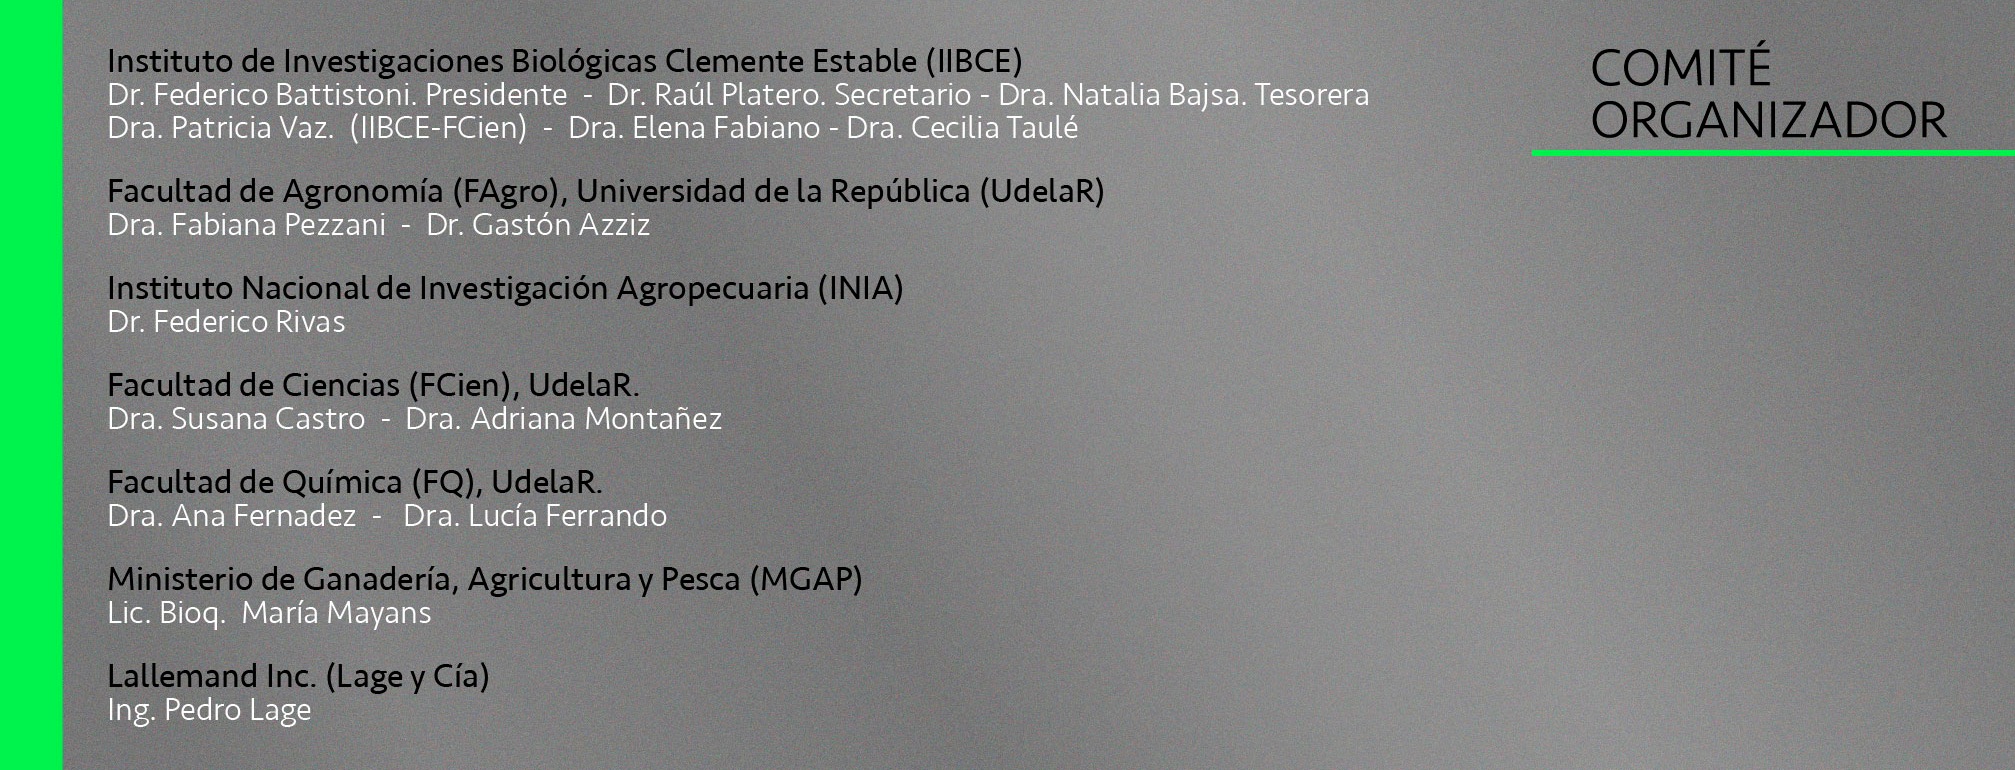 Instituto de Investigaciones Biológicas Clemente Estable (IIBCE)
Dr. Federico Battistoni. Presidente - Dr. Raúl Platero. Secretario - Dra. Natalia Bajsa. Tesorera
Dra. Patricia Vaz. (IIBCE-FCien) - Dra. Elena Fabiano - Dra. Cecilia Taulé
Facultad de Agronomía (FAgro), Universidad de la República (UdelaR)
Dra. Fabiana Pezzani - Dr. Gastón Azziz
Instituto Nacional de Investigación Agropecuaria (INIA)
Dr. Federico Rivas
Facultad de Ciencias (FCien), UdelaR.
Dra. Susana Castro - Dra. Adriana Montañez
Facultad de Química (FQ), UdelaR.
Dra. Ana Fernadez - Dra. Lucía Ferrando
Ministerio de Ganadería, Agricultura y Pesca (MGAP)
Lic. Bioq. María Mayans
Lallemand Inc. (Lage y Cía)
Ing. Pedro Lage
COMITÉ
ORGANIZADOR